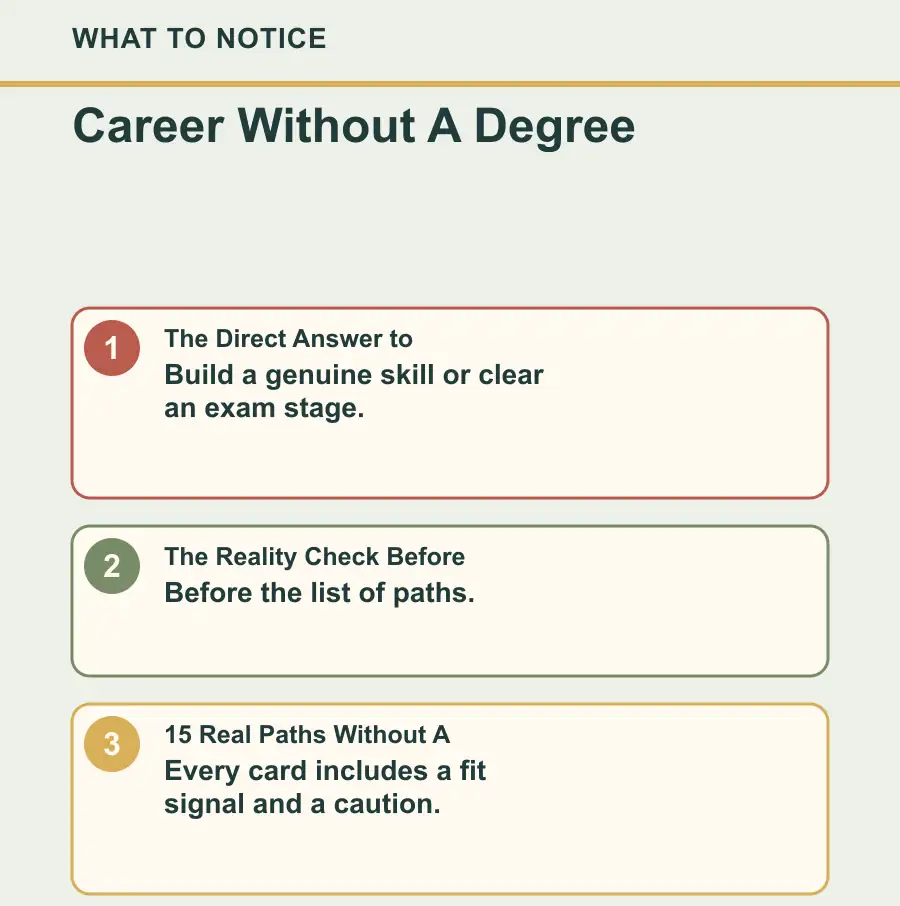 WHAT TO NOTICE
Career Without A Degree
1
The Direct Answer to
Build a genuine skill or clear
an exam stage.
2
The Reality Check Before
Before the list of paths.
3
15 Real Paths Without A
Every card includes a fit
signal and a caution.